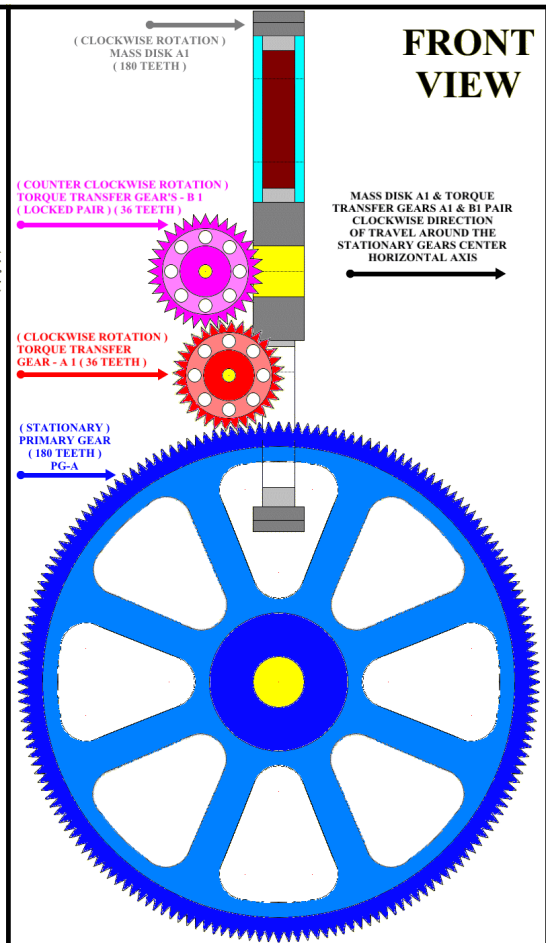 ( CLOCKWISE ROTATION )
MASS DISK A1
( 180 TEETH )
FRONT
VIEW
( COUNTER CLOCKWISE ROTATION )
TORQUE TRANSFER GEAR'S - B 1
( LOCKED PAIR ) ( 36 TEETH )
MASS DISK A1 & TORQUE
TRANSFER GEARS A1 & B1 PAIR
CLOCKWISE DIRECTION
OF TRAVEL AROUND THE
STATIONARY GEARS CENTER
HORIZONTAL AXIS
( CLOCKWISE ROTATION )
TORQUE TRANSFER
GEAR - A 1 ( 36 TEETH )
( STATIONARY )
PRIMARY GEAR
( 180 TEETH )
PG-A